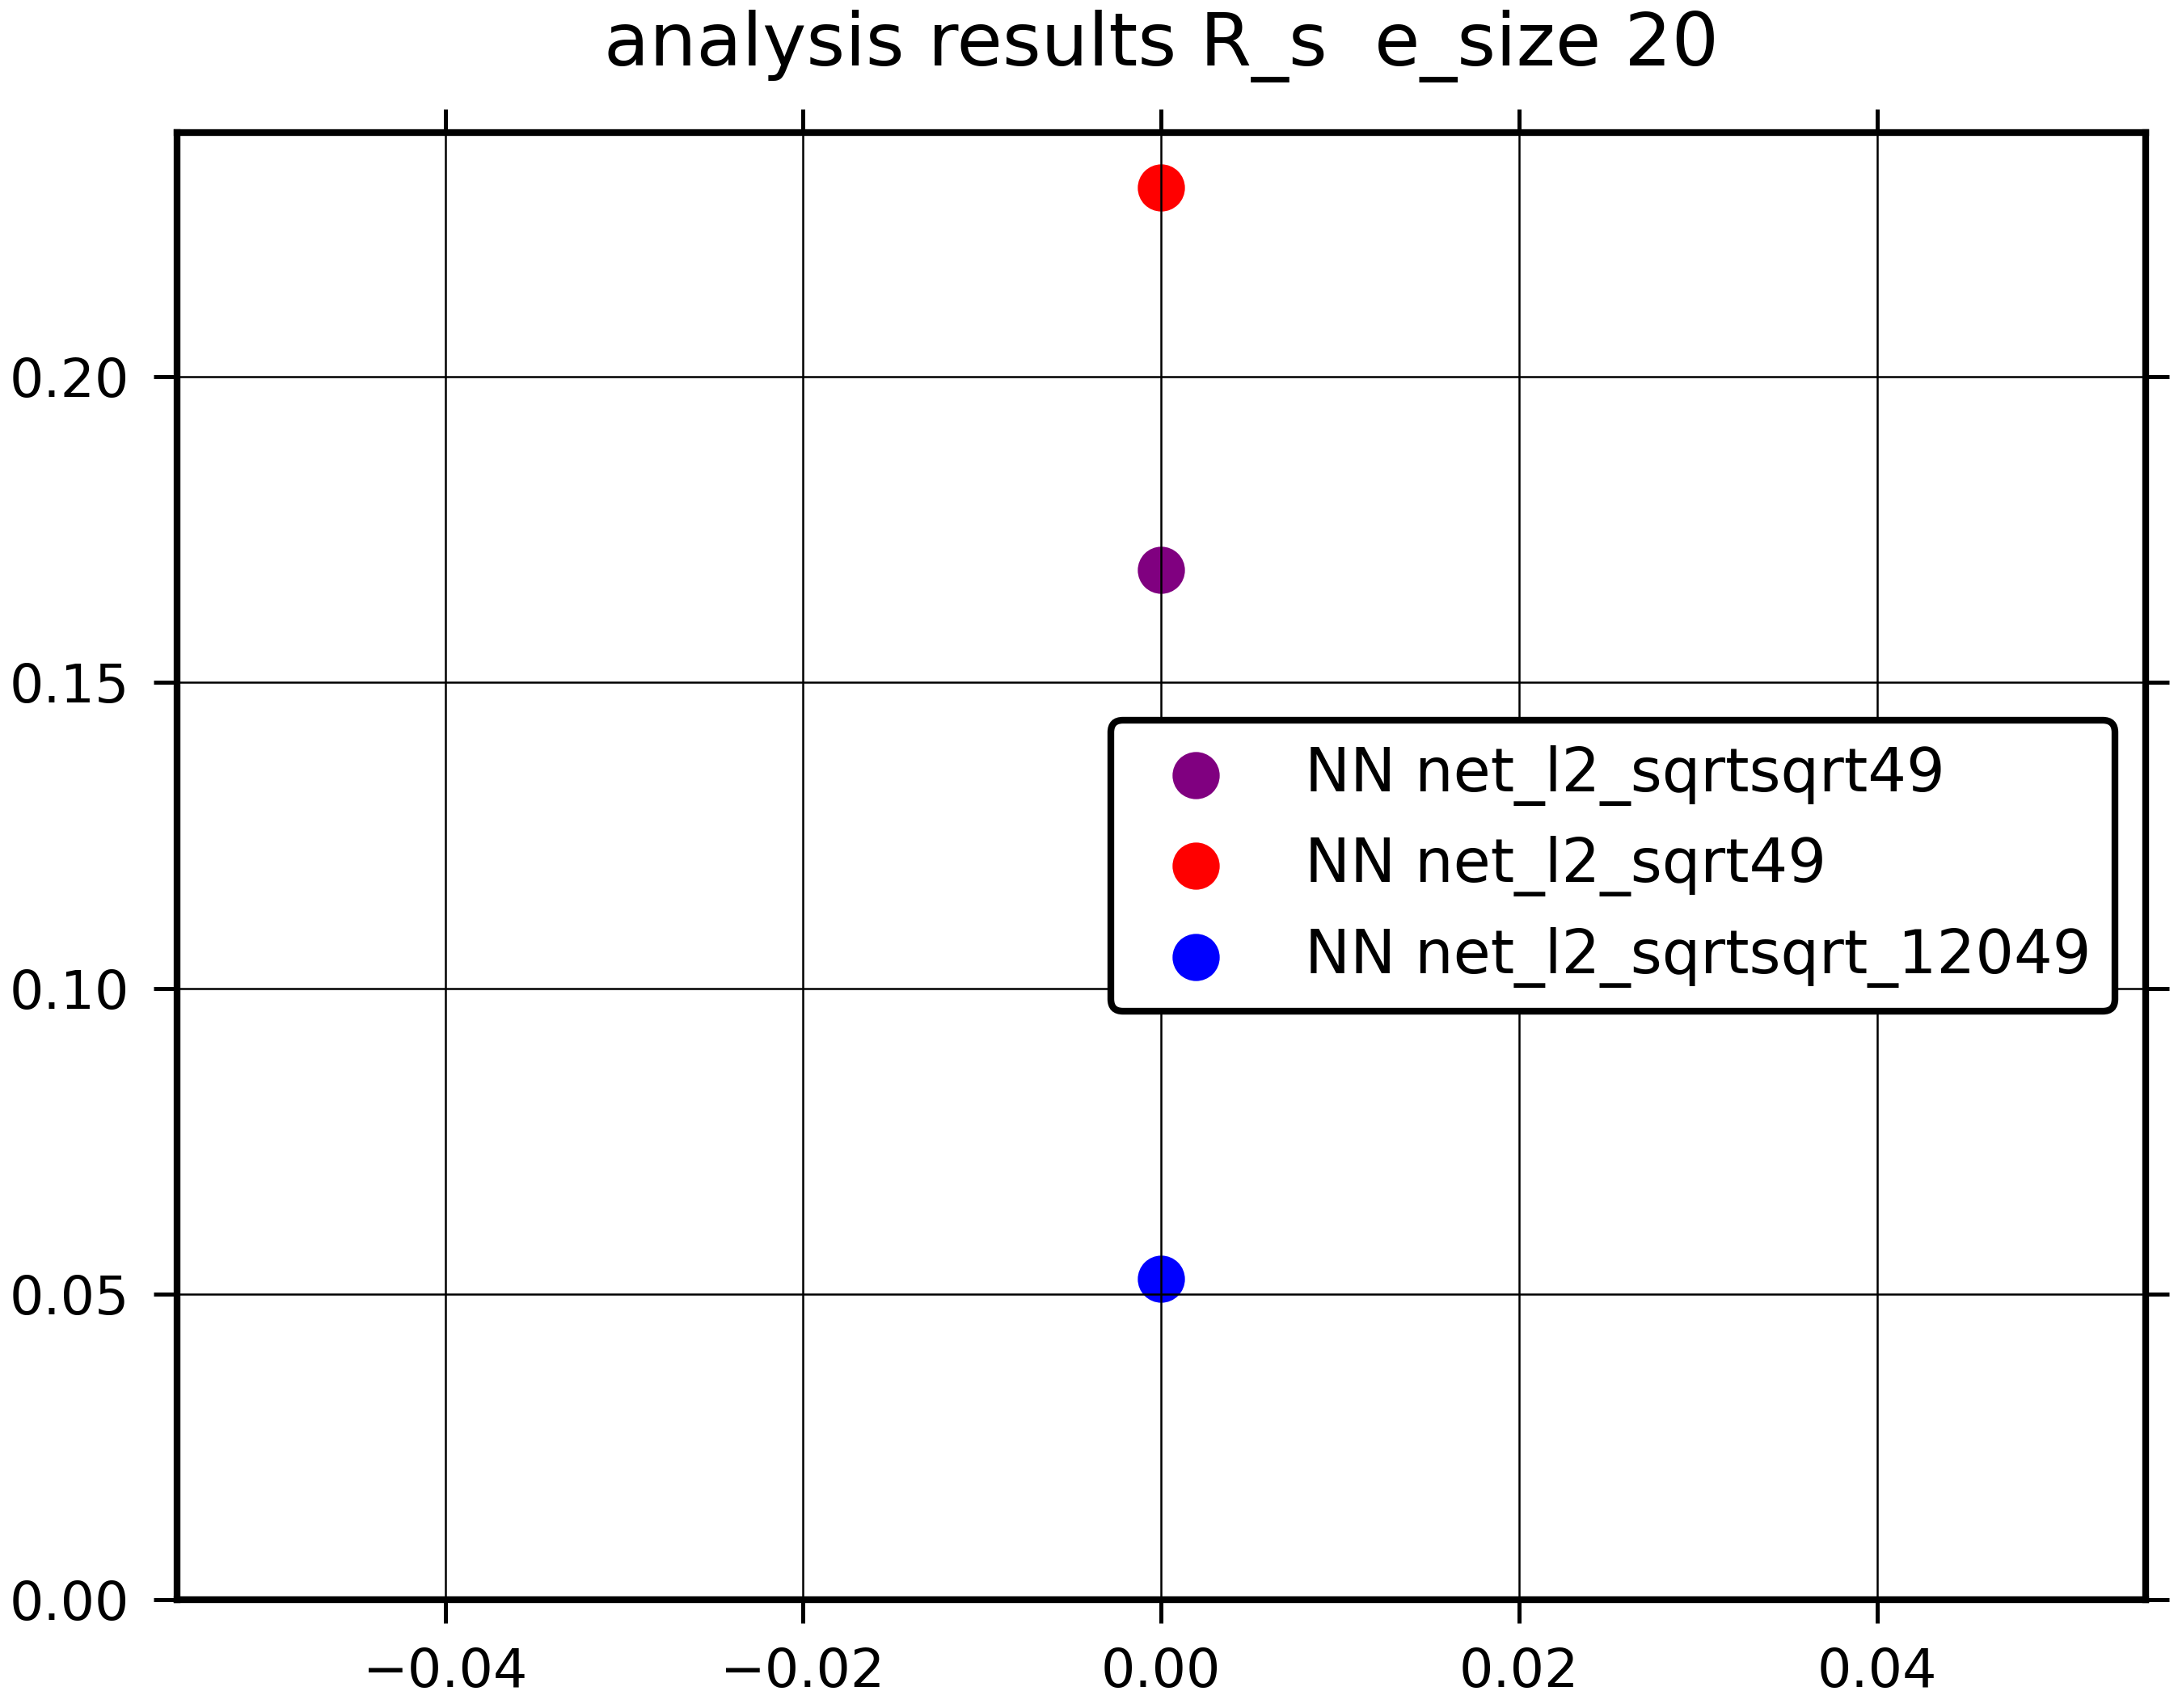 analysis results R_s  e_size 20
0.20
0.15
0.10
0.05
0.00
−0.04
−0.02
0.00
0.02
0.04
NN net_l2_sqrtsqrt49
NN net_l2_sqrt49
NN net_l2_sqrtsqrt_12049